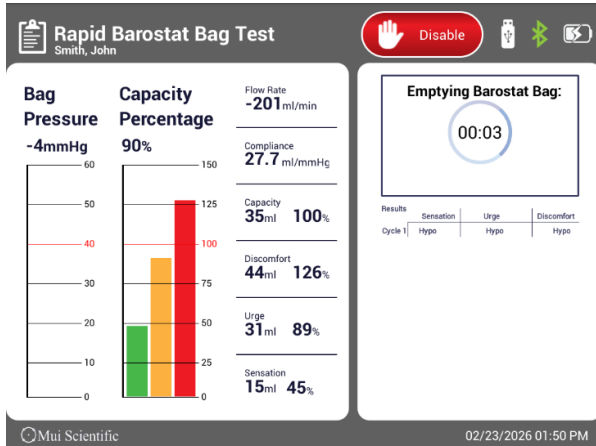 Rapid Barostat Bag Test
Smith, John
Disable
Bag Pressure
-4mmHg
60
50
40
30
20
10
0
Capacity Percentage
90%
150
125
100
75
50
25
0
Flow Rate
-201ml/min
Compliance
27.7 ml/mmHg
Capacity
35ml 100%
Discomfort
44ml 126%
Urge
31ml 89%
Sensation
15ml 45%
Emptying Barostat Bag:
00:03
Results
Sensation Urge Discomfort
Cycle 1 Hypo Hypo Hypo
Mui Scientific
02/23/2026 01:50 PM